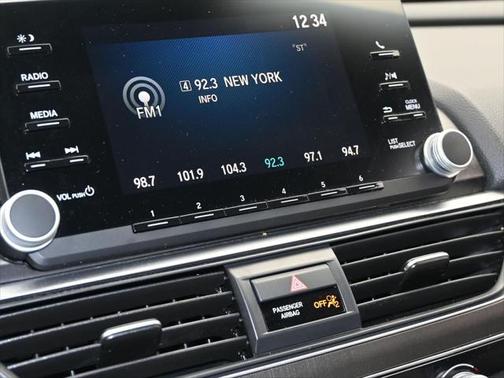 12 34
RADIO
MEDIA
VOL PUSH
"ST"
4 92.3 NEW YORK
INFO
FM1
98.7 101.9 104.3 92.3 97.1 94.7
1 2 3 4 5 6
CLOCK
MENU
LIST
PUSH SELECT
PASSENGER
AIRBAG
OFF 2